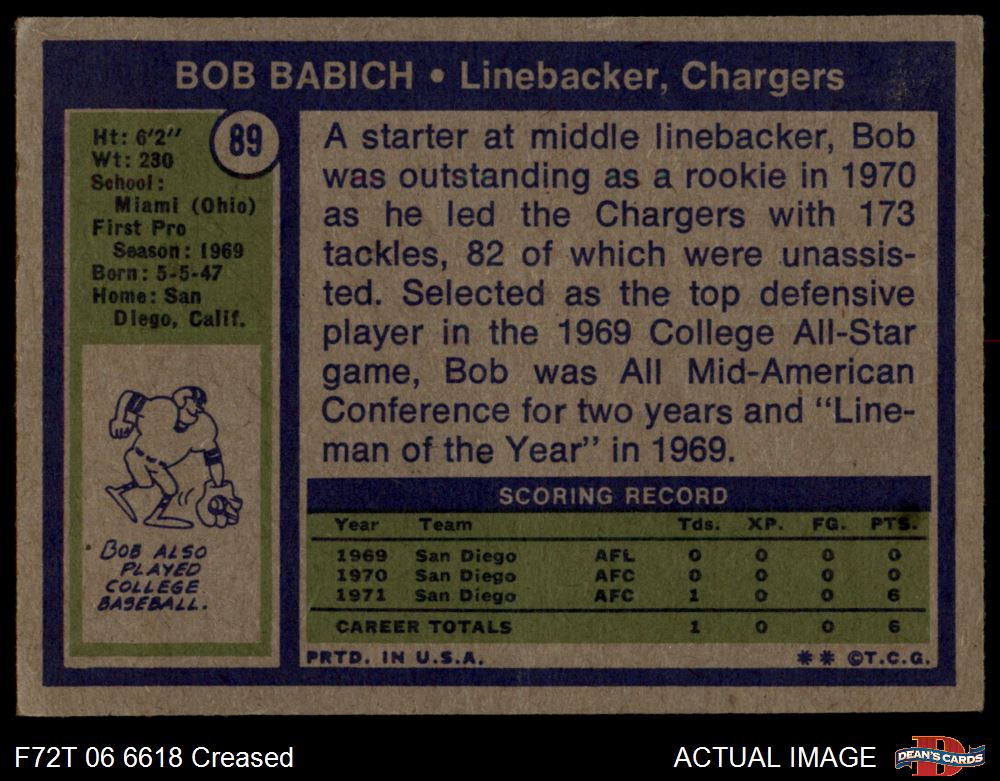 BOB BABICH • Linebacker, Chargers
89
Ht: 6'2"
Wt: 230
School:
Miami (Ohio)
First Pro
Season: 1969
Born: 5-5-47
Home: San
Diego, Calif.
BOB ALSO
PLAYED
COLLEGE
BASEBALL.
A starter at middle linebacker, Bob
was outstanding as a rookie in 1970
as he led the Chargers with 173
tackles, 82 of which were unassis-
ted. Selected as the top defensive
player in the 1969 College All-Star
game, Bob was All Mid-American
Conference for two years and “Line-
man of the Year” in 1969.
SCORING RECORD
Year Team Tds. XP. FG. PTS.
1969 San Diego AFL 0 0 0 0
1970 San Diego AFC 0 0 0 0
1971 San Diego AFC 1 0 0 6
CAREER TOTALS 1 0 0 6
PRTD. IN U.S.A. ** ©T.C.G.
F72T 06 6618 Creased
ACTUAL IMAGE
D
DEAN'S CARDS